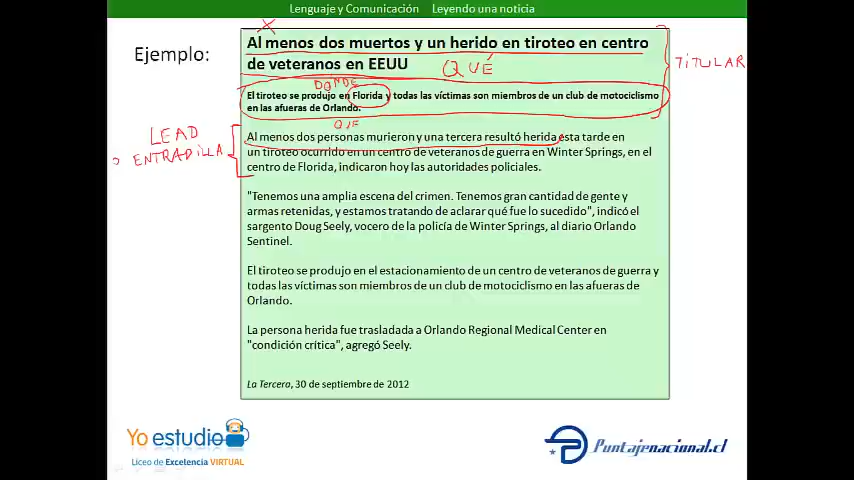 Lenguaje y Comunicación Leyendo una noticia
Ejemplo:
Al menos dos muertos y un herido en tiroteo en centro
de veteranos en EEUU
QUÉ
TITULAR
DONDE
El tiroteo se produjo en Florida y todas las víctimas son miembros de un club de motociclismo
en las afueras de Orlando.
QUE
LEAD
O ENTRADILLA
Al menos dos personas murieron y una tercera resultó herida esta tarde en
un tiroteo ocurrido en un centro de veteranos de guerra en Winter Springs, en el
centro de Florida, indicaron hoy las autoridades policiales.
"Tenemos una amplia escena del crimen. Tenemos gran cantidad de gente y
armas retenidas, y estamos tratando de aclarar qué fue lo sucedido", indicó el
sargento Doug Seely, vocero de la policía de Winter Springs, al diario Orlando
Sentinel.
El tiroteo se produjo en el estacionamiento de un centro de veteranos de guerra y
todas las víctimas son miembros de un club de motociclismo en las afueras de
Orlando.
La persona herida fue trasladada a Orlando Regional Medical Center en
"condición crítica", agregó Seely.
La Tercera, 30 de septiembre de 2012
Yo estudio
Liceo de Excelencia VIRTUAL
Puntajenacional.cl